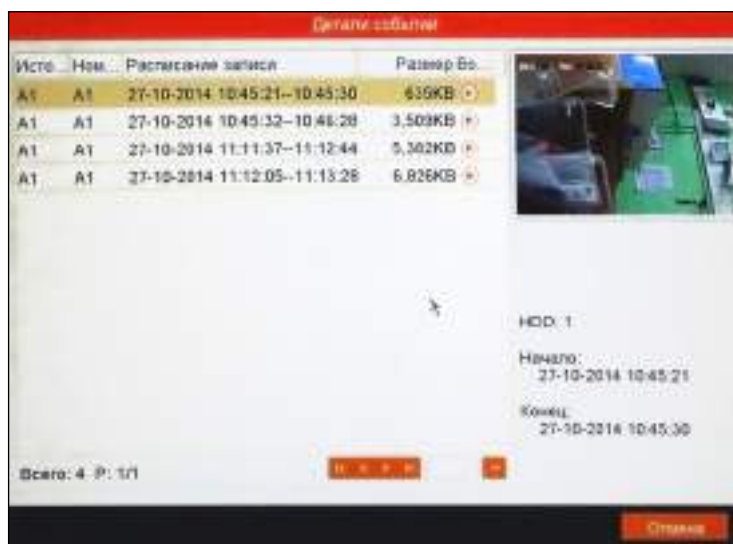 Детали событий
Исто... Ном... Расписание записи Размер Во...
A1 A1 27-10-2014 10:45:21--10:45:30 639KB
A1 A1 27-10-2014 10:45:32--10:46:28 3,509KB
A1 A1 27-10-2014 11:11:37--11:12:44 5,382KB
A1 A1 27-10-2014 11:12:05--11:13:28 6,826KB
HDD: 1
Начало:
27-10-2014 10:45:21
Конец:
27-10-2014 10:45:30
Всего: 4 P: 1/1
Отмена